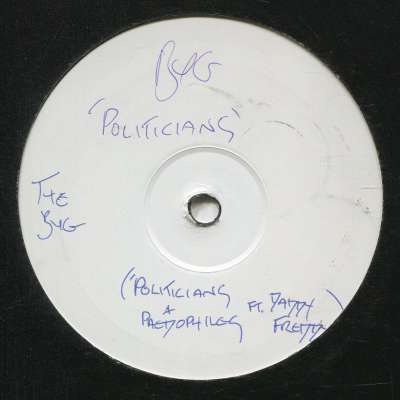 BUG
'POLITICIANS'
THE
BUG
('POLITICIANS
&
PAEDOPHILES FT. DADDY
FREDDY)